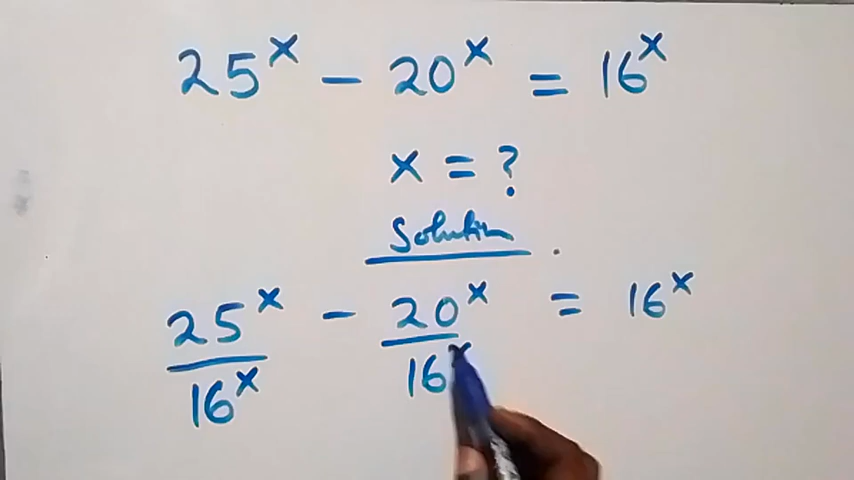 25^x - 20^x = 16^x
x = ?
Solution
25^x/16^x - 20^x/16^x = 16^x